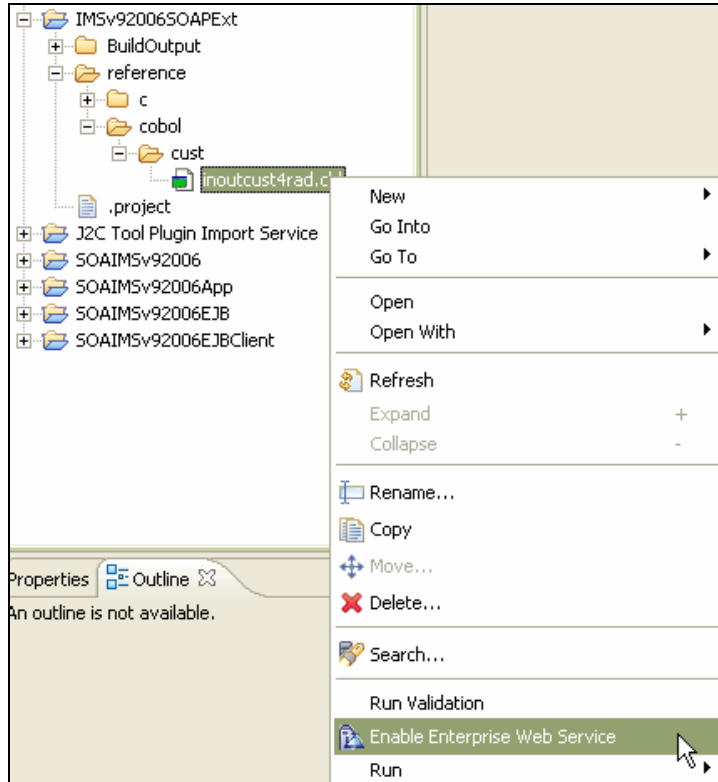 IMSv92006SOAPExt
BuildOutput
reference
c
cobol
cust
inoutcust4rad.c
.project
J2C Tool Plugin Import Service
SOAIMSv92006
SOAIMSv92006App
SOAIMSv92006EJB
SOAIMSv92006EJBClient
New
Go Into
Go To
Open
Open With
Refresh
Expand +
Collapse -
Rename...
Copy
Move...
Delete...
Search...
Run Validation
Enable Enterprise Web Service
Run
Properties Outline
An outline is not available.